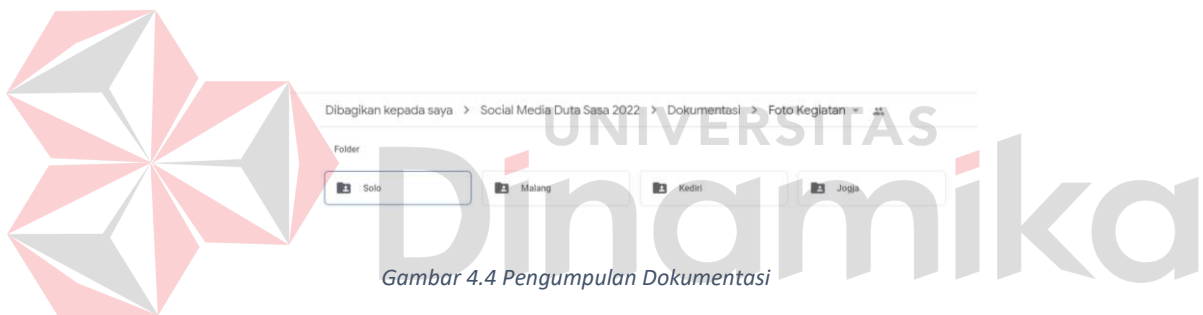 Dibagikan kepada saya > Social Media Duta Sasa 2022 > Dokumentasi > Foto Kegiatan
UNIVERSITAS
Folder
Solo Malang Kediri Jogja
Dinamika
Gambar 4.4 Pengumpulan Dokumentasi